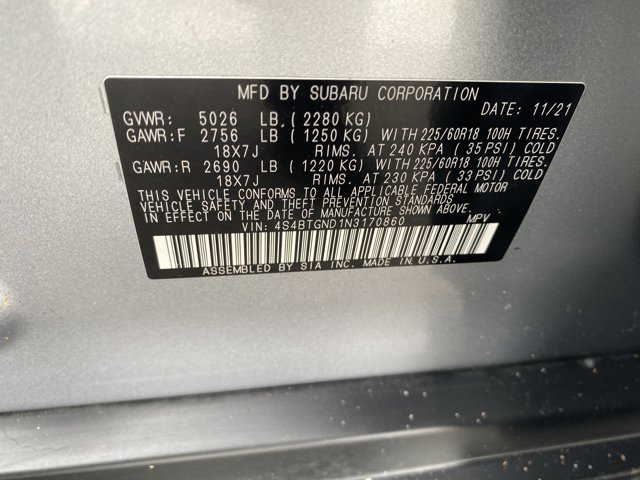 MFD BY SUBARU CORPORATION
DATE: 11/21
GVWR: 5026 LB. (2280 KG)
GAWR:F 2756 LB. (1250 KG) WITH 225/60R18 100H TIRES.
18X7J RIMS. AT 240 KPA (35 PSI) COLD
GAWR:R 2690 LB (1220 KG) WITH 225/60R18 100H TIRES.
18X7J RIMS. AT 230 KPA (33 PSI) COLD
THIS VEHICLE CONFORMS TO ALL APPLICABLE FEDERAL MOTOR
VEHICLE SAFETY AND THEFT PREVENTION STANDARDS
IN EFFECT ON THE DATE OF MANUFACTURE SHOWN ABOVE.
VIN: 4S4BTGND1N3170860 MPV
ASSEMBLED BY SIA INC. MADE IN U.S.A.